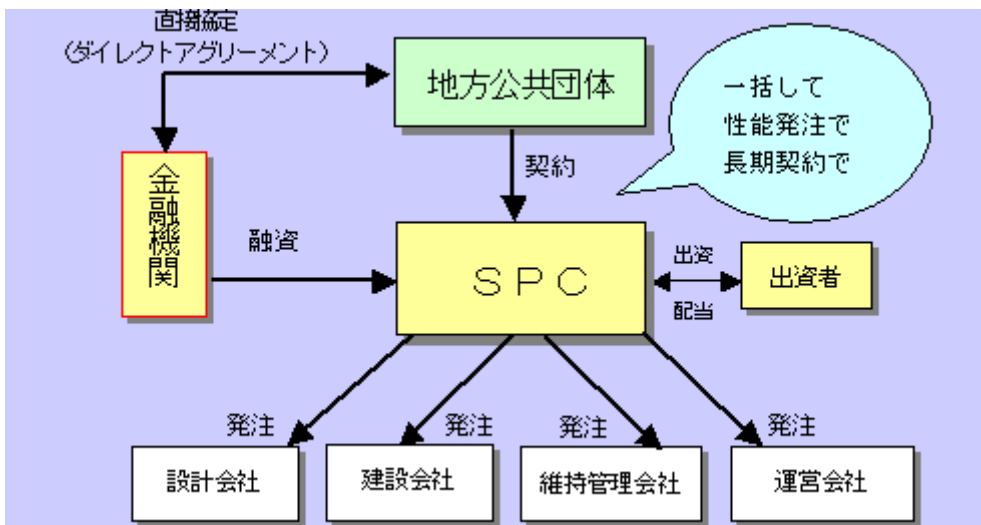 直接協定
(ダイレクトアグリーメント)
地方公共団体
一括して
性能発注で
長期契約で
契約
金融機関
融資
SPC
出資
配当
出資者
発注
発注
発注
発注
設計会社
建設会社
維持管理会社
運営会社